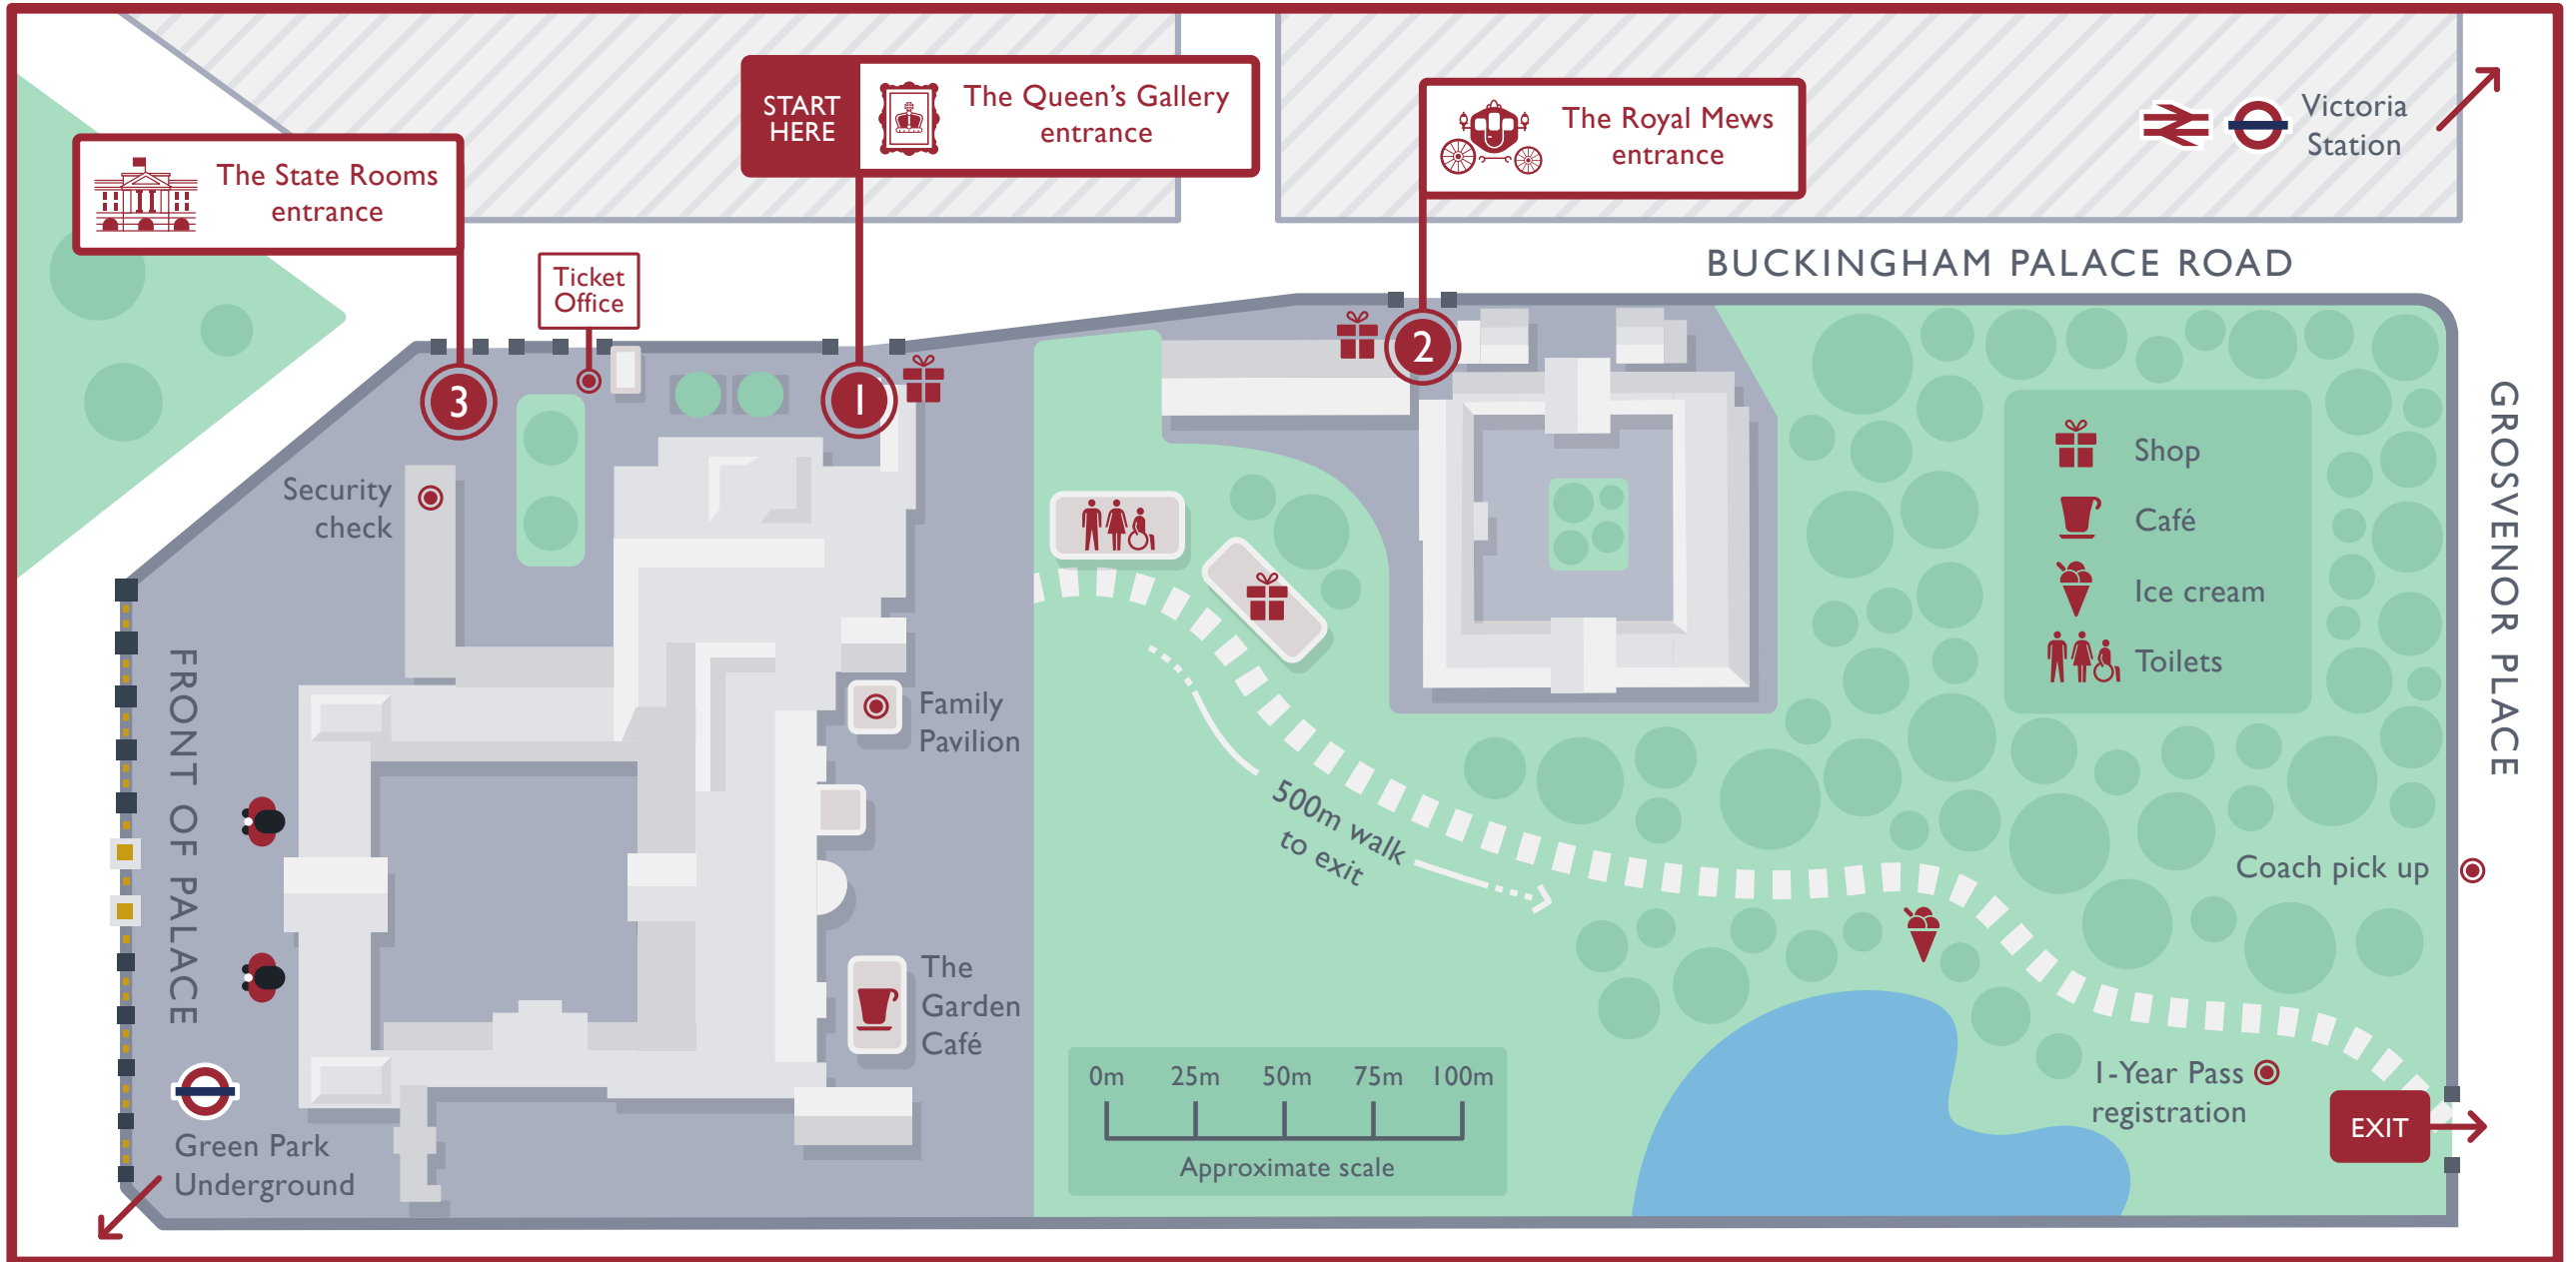 START
HERE
The Queen's Gallery
entrance
The Royal Mews
entrance
Victoria
Station
The State Rooms
entrance
Ticket
Office
BUCKINGHAM PALACE ROAD
3
1
2
Security
check
Shop
Café
Ice cream
Toilets
GROSVENOR PLACE
FRONT OF PALACE
Family
Pavilion
500m walk
to exit
Coach pick up
The
Garden
Café
0m 25m 50m 75m 100m
Approximate scale
1-Year Pass
registration
EXIT
Green Park
Underground